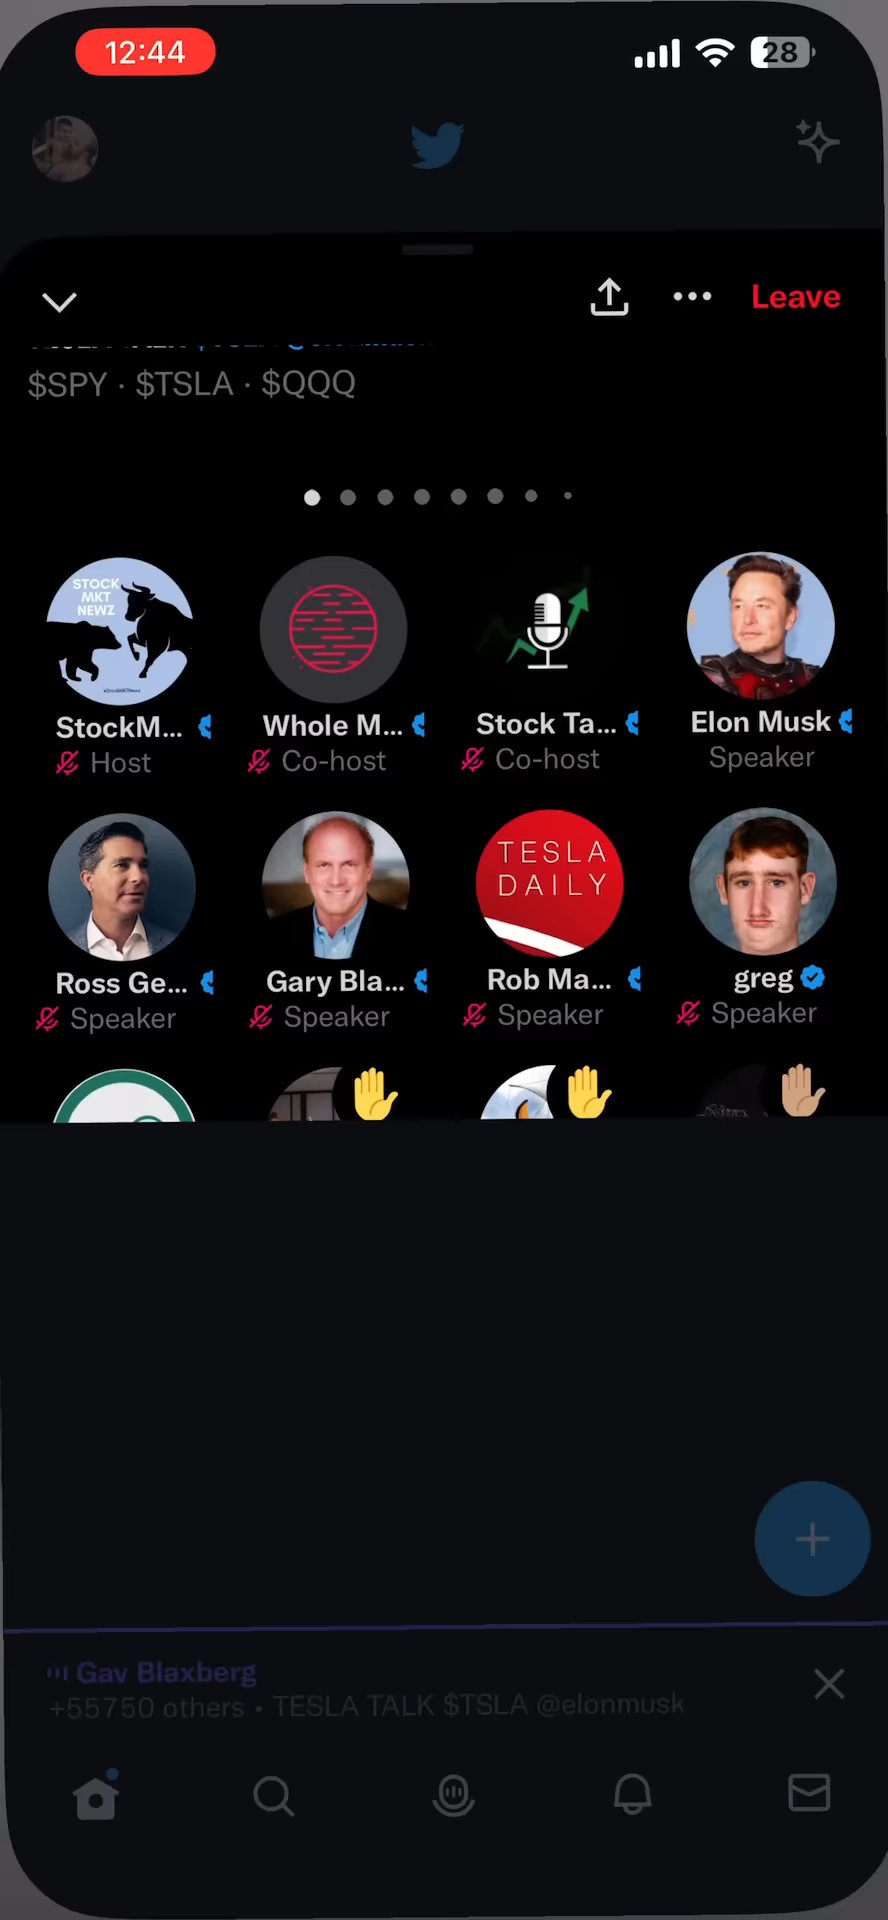 12:44
28
Leave
$SPY · $TSLA · $QQQ
STOCK
MKT
NEWZ
StockM... Whole M... Stock Ta... Elon Musk
Host Co-host Co-host Speaker
TESLA
DAILY
Ross Ge... Gary Bla... Rob Ma... greg
Speaker Speaker Speaker Speaker
Gav Blaxberg
+55750 others • TESLA TALK $TSLA @elonmusk